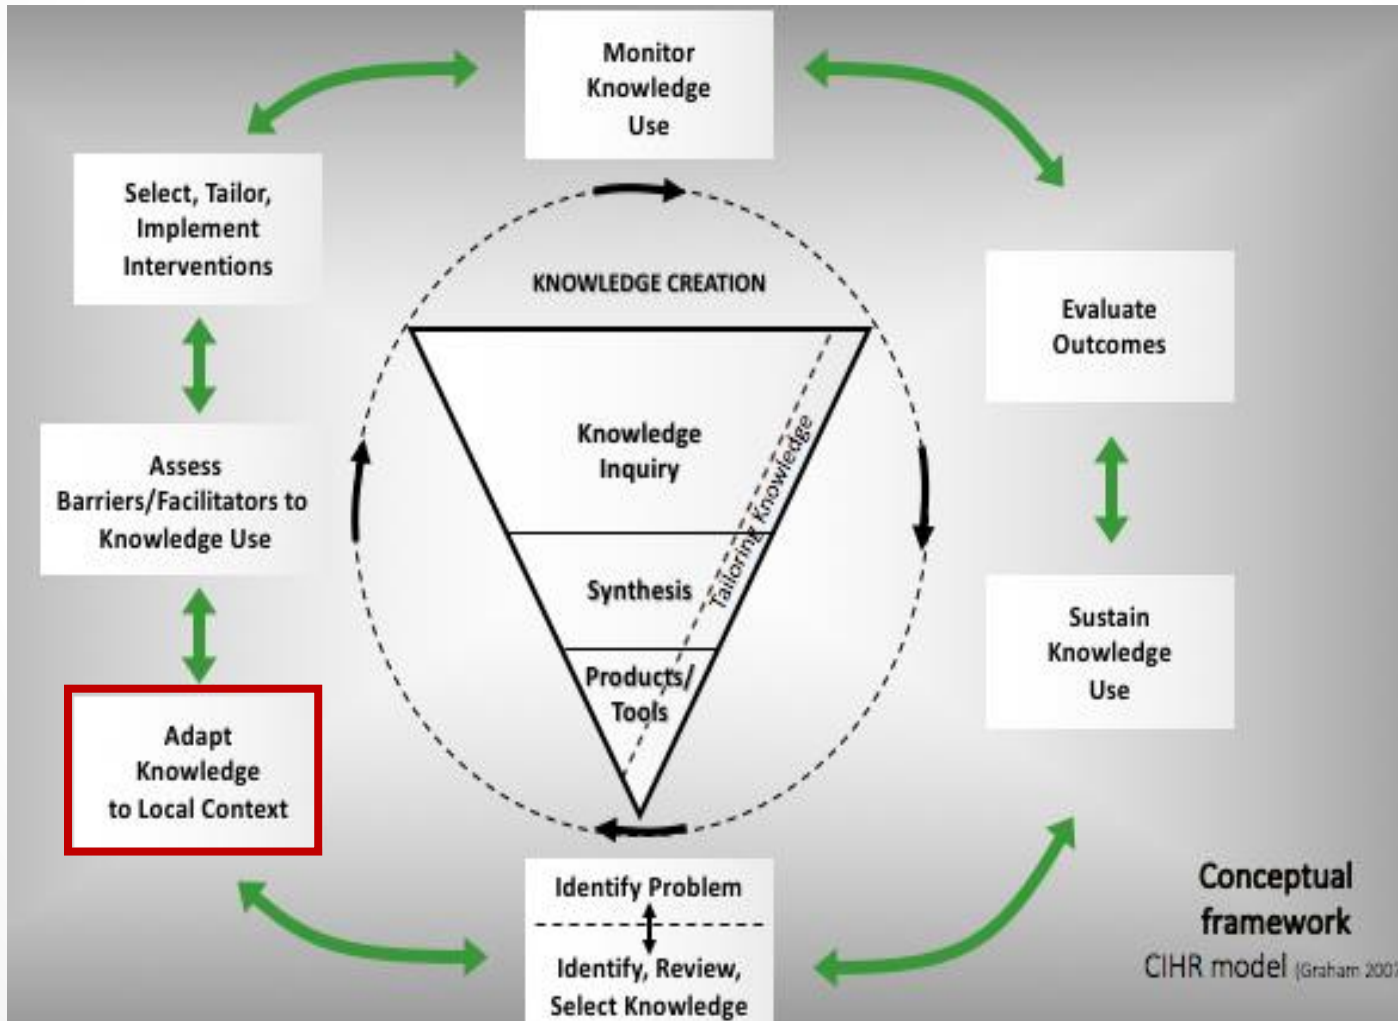 Monitor
Knowledge
Use
Select, Tailor,
Implement
Interventions
KNOWLEDGE CREATION
Evaluate
Outcomes
Knowledge
Inquiry
Tailoring Knowledge
Assess
Barriers/Facilitators to
Knowledge Use
Synthesis
Sustain
Knowledge
Use
Products/
Tools
Adapt
Knowledge
to Local Context
Identify Problem
Identify, Review,
Select Knowledge
Conceptual
framework
CIHR model (Graham 2007